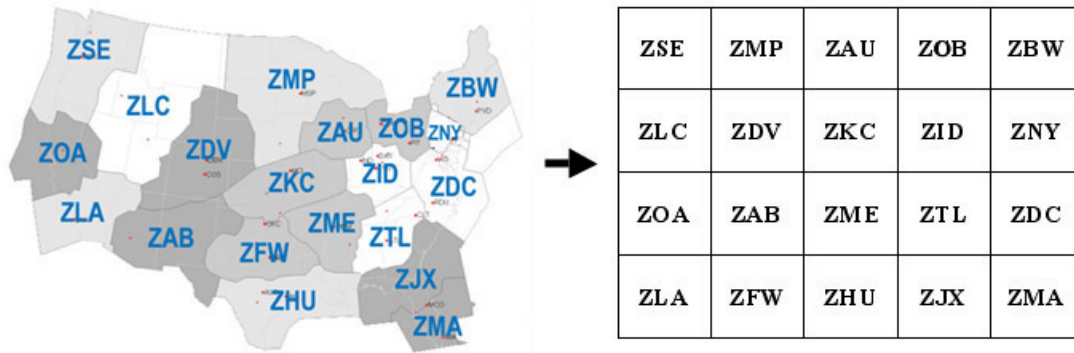 ZSE
ZMP
ZBW
ZLC
ZAU
ZOB
ZNY
ZOA
ZDV
ZKC
ZID
ZDC
ZLA
ZAB
ZFW
ZME
ZTL
ZHU
ZJX
ZMA
ZSE ZMP ZAU ZOB ZBW
ZLC ZDV ZKC ZID ZNY
ZOA ZAB ZME ZTL ZDC
ZLA ZFW ZHU ZJX ZMA